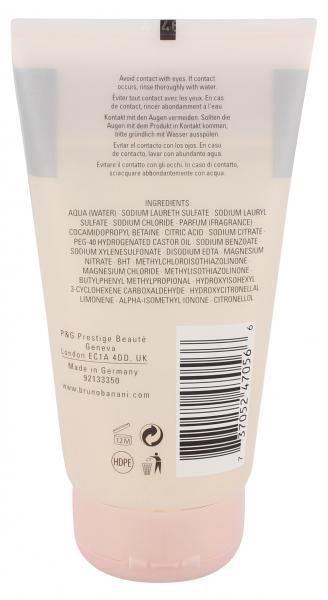 Avoid contact with eyes. If contact
occurs, rinse thoroughly with water.
Éviter tout contact avec les yeux. En cas
de contact, rincer abondamment à l'eau.
Kontakt mit den Augen vermeiden. Sollten die
Augen mit dem Produkt in Kontakt kommen,
bitte gründlich mit Wasser ausspülen.
Evitar el contacto con los ojos. En caso
de contacto, lavar con abundante agua.
Evitare il contatto con gli occhi. In caso di contatto,
sciacquare abbondantemente con acqua.
INGREDIENTS:
AQUA (WATER) · SODIUM LAURETH SULFATE · SODIUM LAURYL
SULFATE · SODIUM CHLORIDE · PARFUM (FRAGRANCE)
COCAMIDOPROPYL BETAINE · CITRIC ACID · SODIUM CITRATE ·
PEG-40 HYDROGENATED CASTOR OIL · SODIUM BENZOATE
SODIUM XYLENESULFONATE · DISODIUM EDTA · MAGNESIUM
NITRATE · BHT · METHYLCHLOROISOTHIAZOLINONE
MAGNESIUM CHLORIDE · METHYLISOTHIAZOLINONE
BUTYLPHENYL METHYLPROPIONAL · HYDROXYISOHEXYL
3-CYCLOHEXENE CARBOXALDEHYDE · HYDROXYCITRONELLAL
LIMONENE · ALPHA-ISOMETHYL IONONE · CITRONELLOL
P&G Prestige Beauté
Geneva
London EC1A 4DD, UK
Made in Germany
92133350
www.brunobanani.com
12M
HDPE
7 37052 47056 6